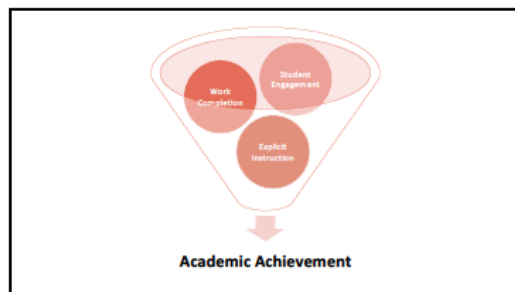 Student
Engagement
Work
Completion
Explicit
Instruction
Academic Achievement